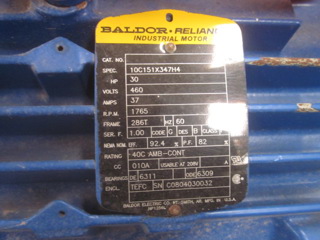 BALDOR • RELIANCE
INDUSTRIAL MOTOR
CAT. NO.
SPEC. 10C151X347H4
HP 30
VOLTS 460
AMPS 37
R.P.M. 1765
FRAME 286T HZ 60
SER. F. 1.00 CODE G DES B CLASS
NEMA NOM. EFF. 92.4 % P.F. 82 %
RATING 40C AMB-CONT
CC 010A USABLE AT 208V A
BEARINGS DE 6311 ODE 6309
ENCL. TEFC SN C0804030032
BALDOR ELECTRIC CO. FT. SMITH, AR. MFG. IN U.S.A.